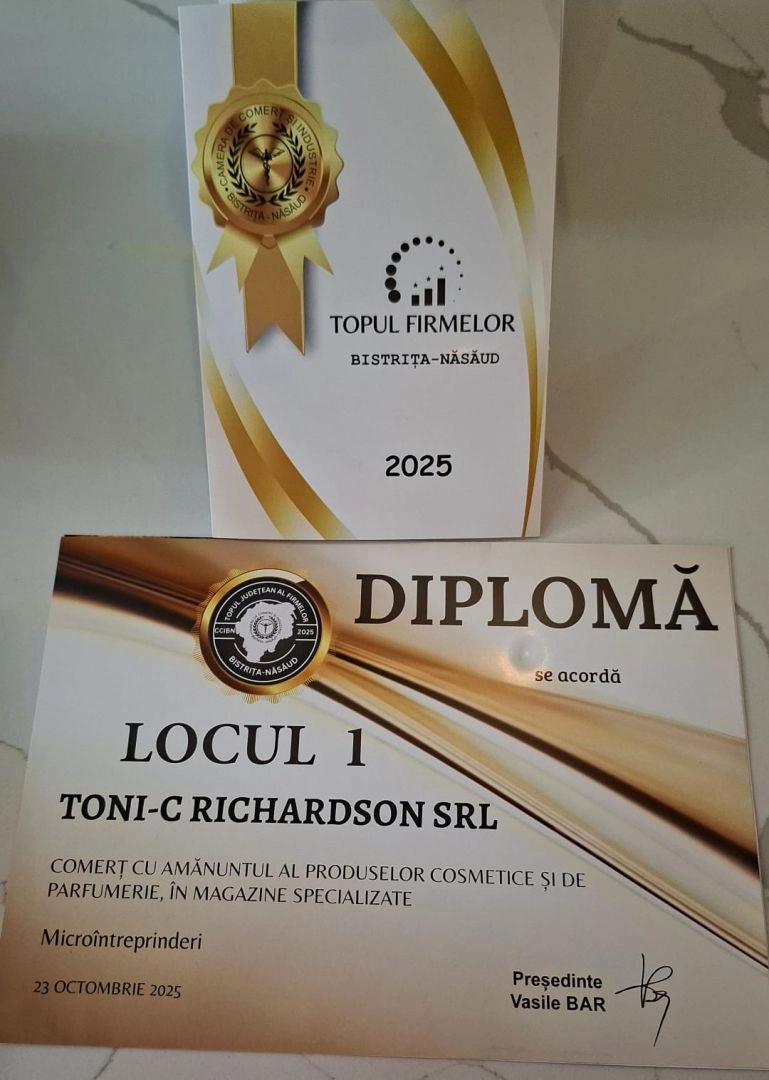 CAMERA DE COMERȚ ȘI INDUSTRIE
BISTRIȚA-NĂSĂUD
TOPUL FIRMELOR
BISTRIȚA-NĂSĂUD
2025
DIPLOMĂ
se acordă
TOPUL JUDEȚEAN AL FIRMELOR
CCIBN
2025
BISTRIȚA-NĂSĂUD
LOCUL 1
TONI-C RICHARDSON SRL
COMERȚ CU AMĂNUNTUL AL PRODUSELOR COSMETICE ȘI DE
PARFUMERIE, ÎN MAGAZINE SPECIALIZATE
Microîntreprinderi
23 OCTOMBRIE 2025
Președinte
Vasile BAR